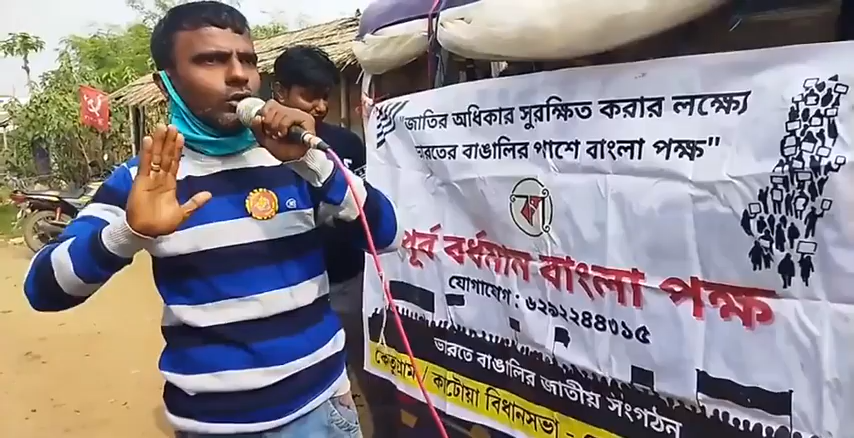 "জাতির অধিকার সুরক্ষিত করার লক্ষ্যে
ভারতের বাঙালির পাশে বাংলা পক্ষ"
পূর্ব বর্ধমান বাংলা পক্ষ
যোগাযোগ : ৬২৯২২৪৪৩১৫
ভারতে বাঙালির জাতীয় সংগঠন
কেতুগ্রাম / কাটোয়া বিধানসভা -